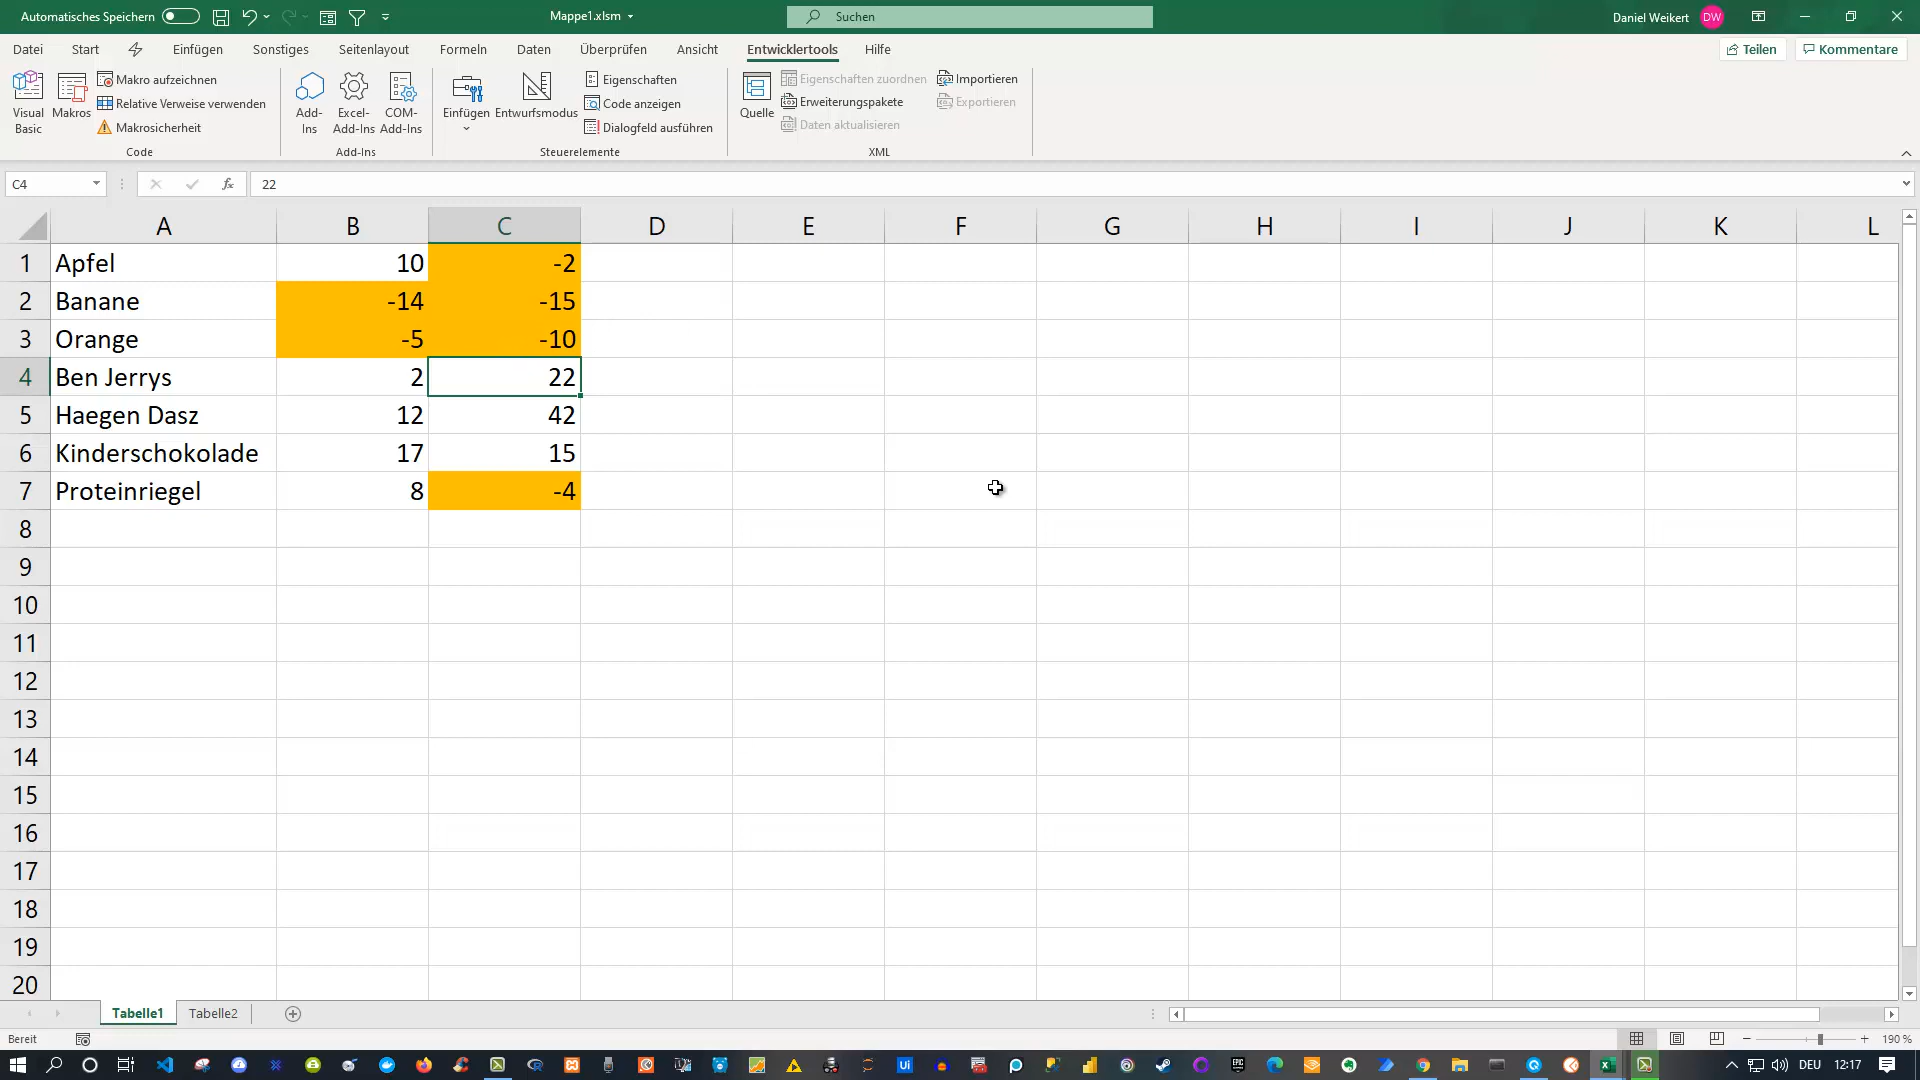 Automatisches Speichern
Mappe1.xlsm
Suchen
Daniel Weikert
DW
Datei
Start
Einfügen
Sonstiges
Seitenlayout
Formeln
Daten
Überprüfen
Ansicht
Entwicklertools
Hilfe
Teilen
Kommentare
Visual Basic
Makros
Makro aufzeichnen
Relative Verweise verwenden
Makrosicherheit
Code
Add-Ins
Excel-Add-Ins
COM-Add-Ins
Add-Ins
Einfügen
Entwurfsmodus
Eigenschaften
Code anzeigen
Dialogfeld ausführen
Steuerelemente
Quelle
Eigenschaften zuordnen
Erweiterungspakete
Daten aktualisieren
Importieren
Exportieren
XML
C4
fx
22
A B C D E F G H I J K L
1 Apfel 10 -2
2 Banane -14 -15
3 Orange -5 -10
4 Ben Jerrys 2 22
5 Haegen Dasz 12 42
6 Kinderschokolade 17 15
7 Proteinriegel 8 -4
8
9
10
11
12
13
14
15
16
17
18
19
20
Tabelle1
Tabelle2
Bereit
190 %
DEU
12:17